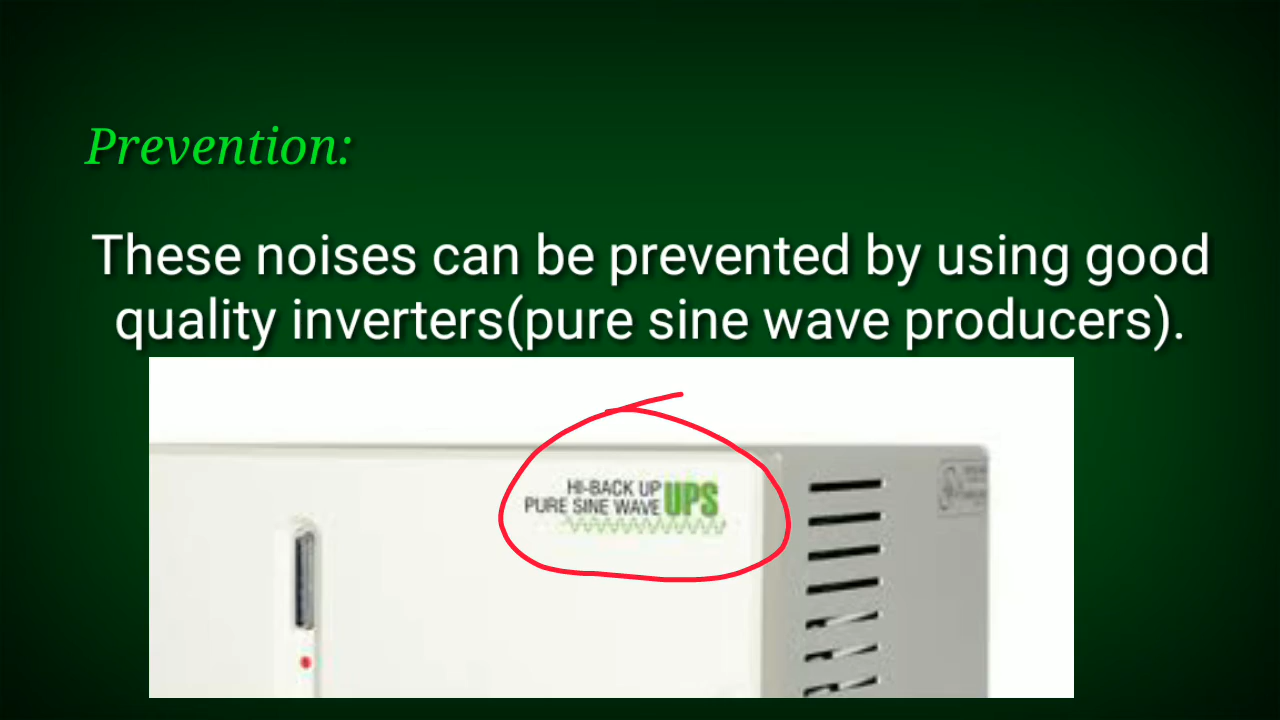 Prevention:
These noises can be prevented by using good
quality inverters(pure sine wave producers).
HI-BACK UP
PURE SINE WAVE UPS